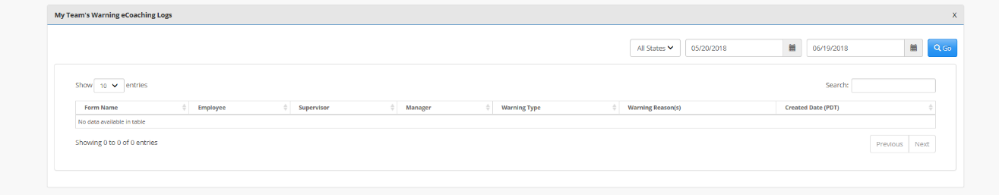 My Team's Warning eCoaching Logs X
All States 05/20/2018 06/19/2018 Go
Show 10 entries Search:
Form Name Employee Supervisor Manager Warning Type Warning Reason(s) Created Date (PDT)
No data available in table
Showing 0 to 0 of 0 entries Previous Next